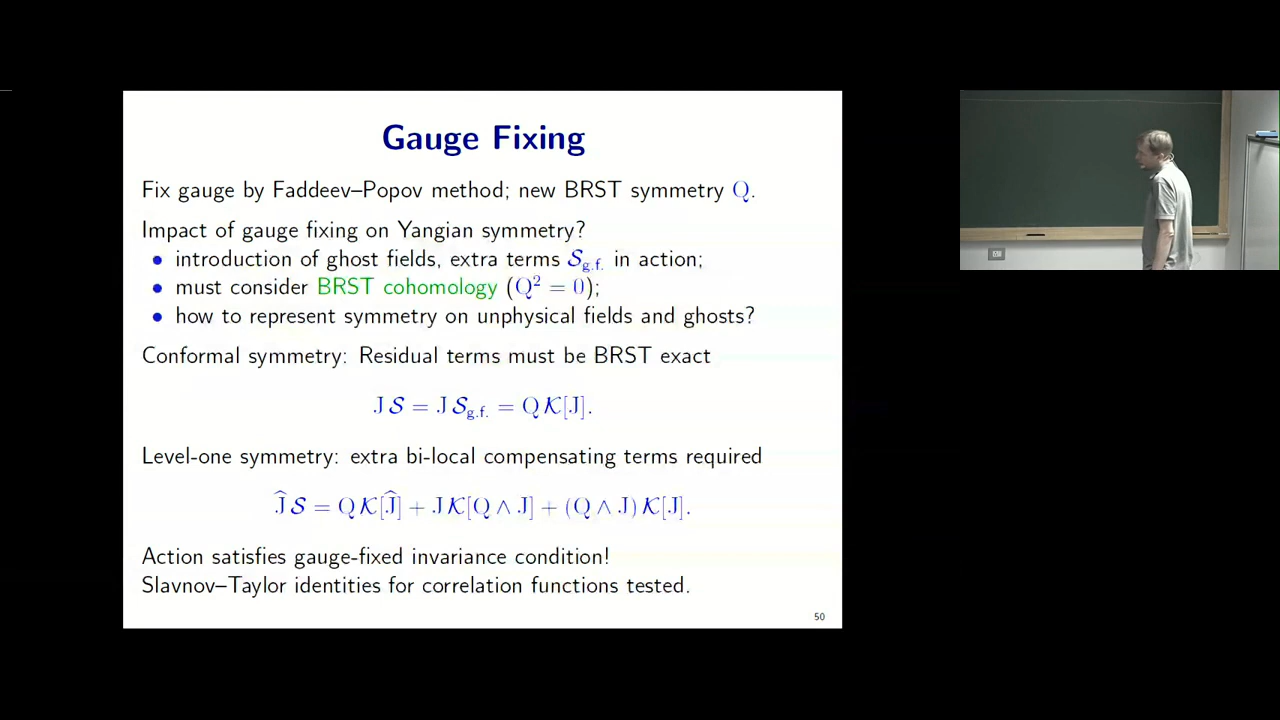 Gauge Fixing
Fix gauge by Faddeev–Popov method; new BRST symmetry Q.
Impact of gauge fixing on Yangian symmetry?
• introduction of ghost fields, extra terms 𝒮_g.f. in action;
• must consider BRST cohomology (Q² = 0);
• how to represent symmetry on unphysical fields and ghosts?
Conformal symmetry: Residual terms must be BRST exact
J 𝒮 = J 𝒮_g.f. = Q 𝒦[J].
Level-one symmetry: extra bi-local compensating terms required
Ĵ 𝒮 = Q 𝒦[Ĵ] + J 𝒦[Q ∧ J] + (Q ∧ J) 𝒦[J].
Action satisfies gauge-fixed invariance condition!
Slavnov–Taylor identities for correlation functions tested.
50